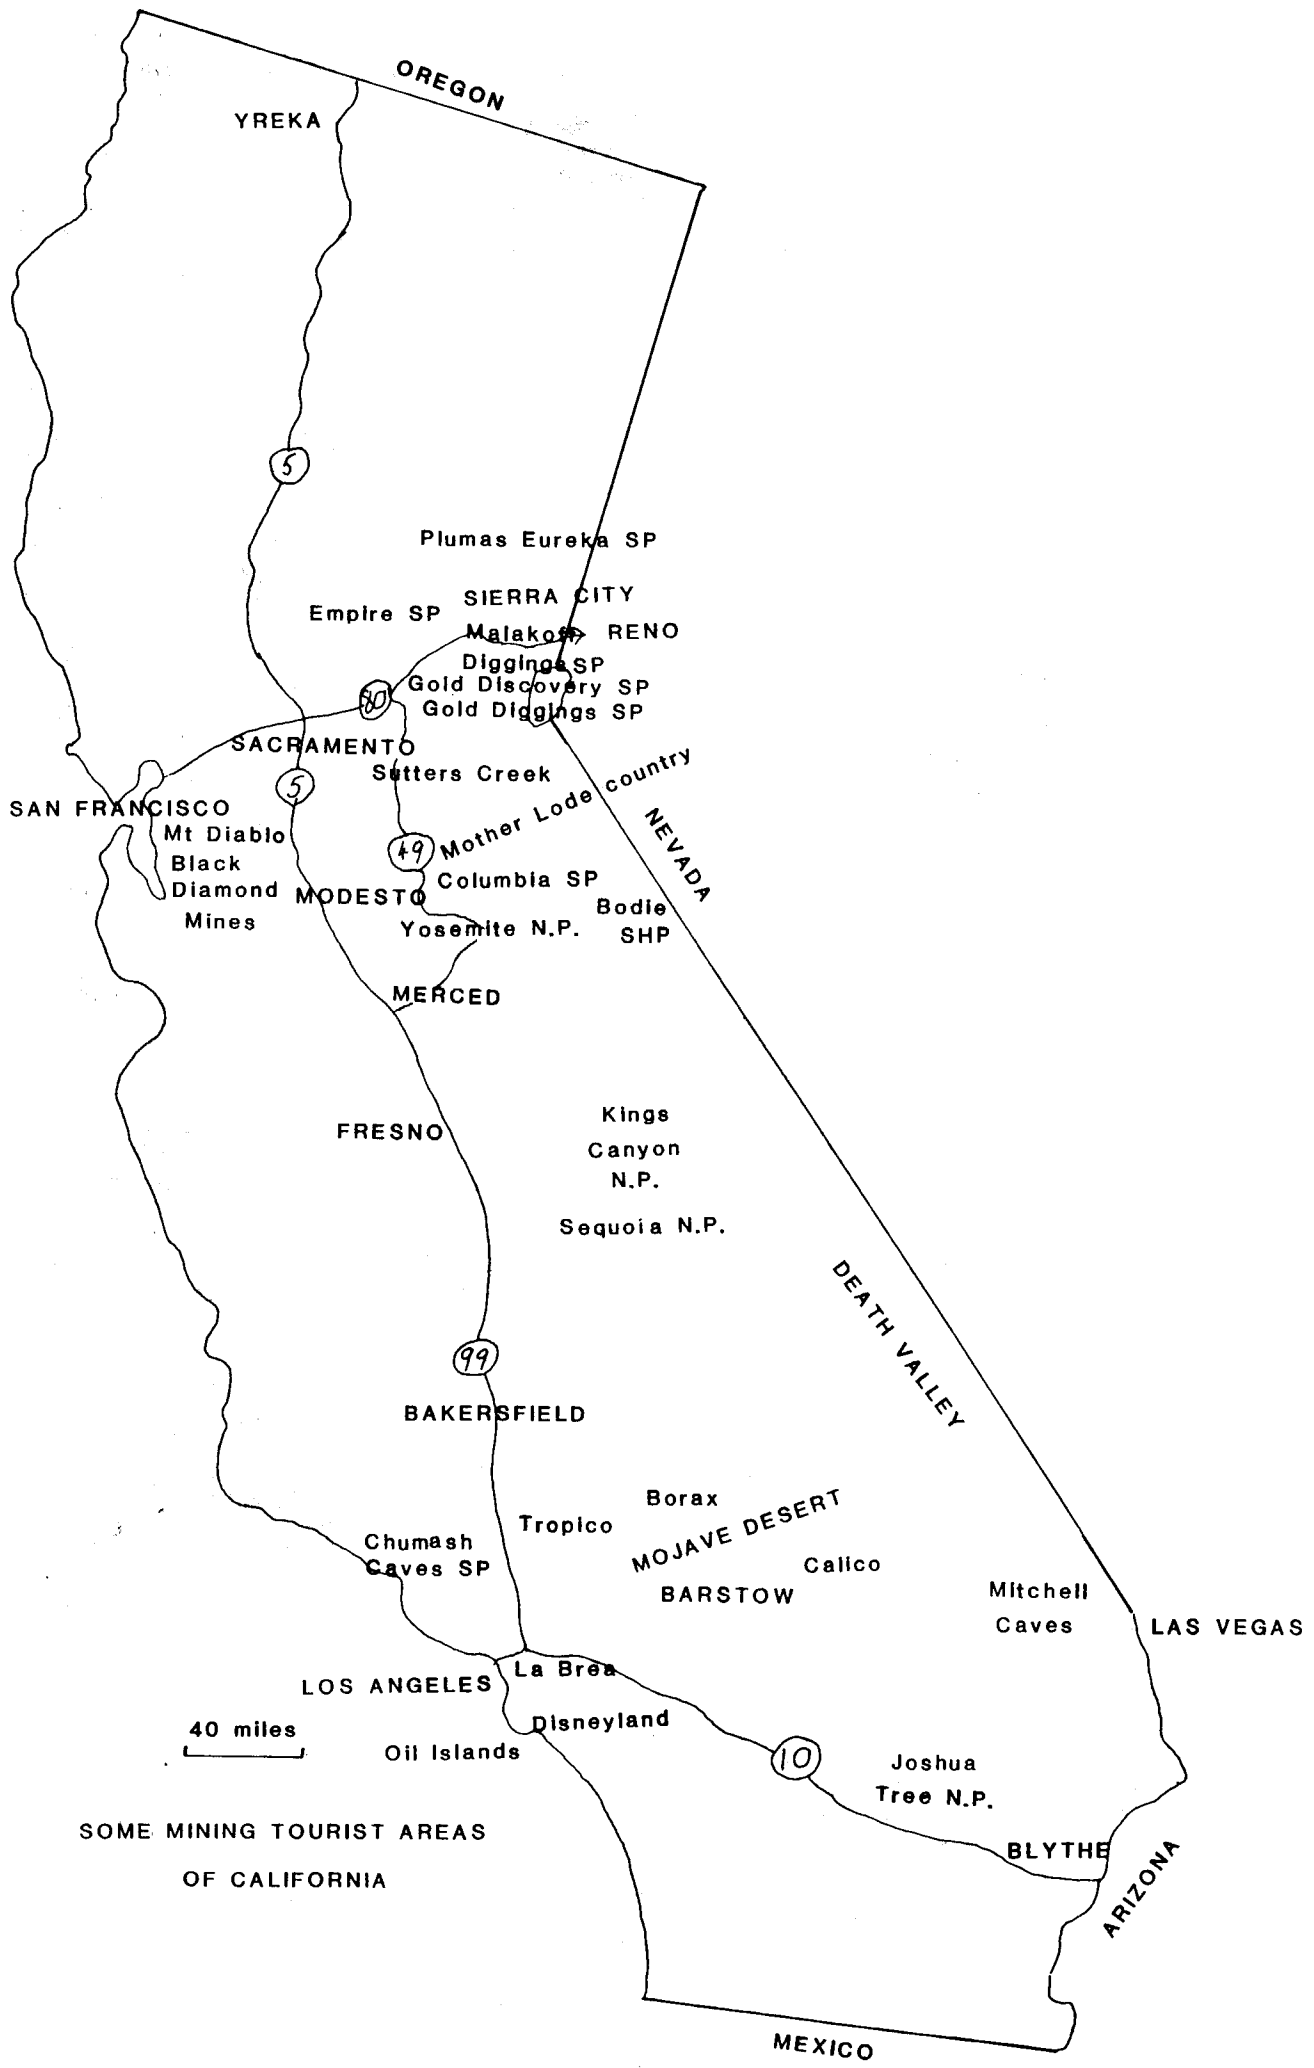 OREGON
YREKA
5
Plumas Eureka SP
SIERRA CITY
Empire SP
Malakoff
RENO
Diggings SP
Gold Discovery SP
80
Gold Diggings SP
SACRAMENTO
Sutters Creek
5
SAN FRANCISCO
Mother Lode country
NEVADA
Mt Diablo
Black
Diamond
Mines
49
Columbia SP
MODESTO
Bodie
SHP
Yosemite N.P.
MERCED
Kings
Canyon
N.P.
FRESNO
Sequoia N.P.
DEATH VALLEY
99
BAKERSFIELD
Borax
Tropico
MOJAVE DESERT
Chumash
Caves SP
Calico
BARSTOW
Mitchell
Caves
LAS VEGAS
La Brea
LOS ANGELES
Disneyland
40 miles
Oil Islands
10
Joshua
Tree N.P.
SOME MINING TOURIST AREAS
OF CALIFORNIA
BLYTHE
ARIZONA
MEXICO